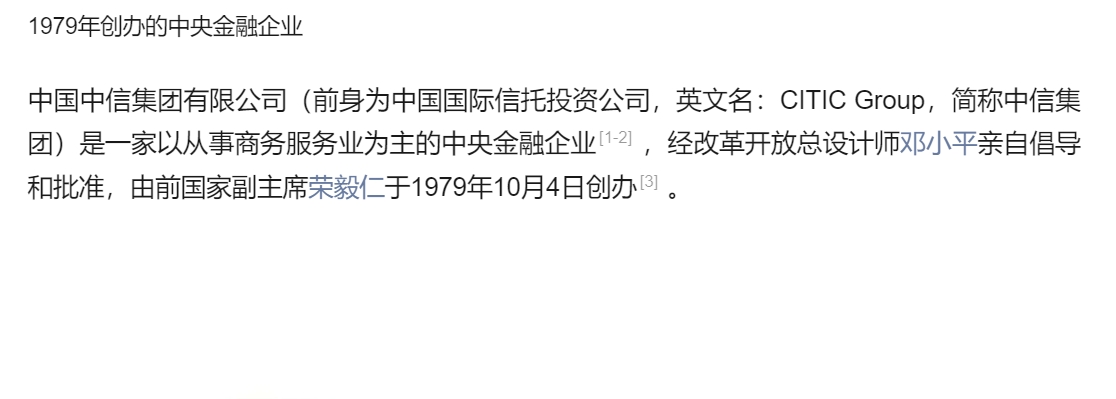 1979年创办的中央金融企业
中国中信集团有限公司（前身为中国国际信托投资公司，英文名：CITIC Group，简称中信集
团）是一家以从事商务服务业为主的中央金融企业[1-2]，经改革开放总设计师邓小平亲自倡导
和批准，由前国家副主席荣毅仁于1979年10月4日创办[3]。